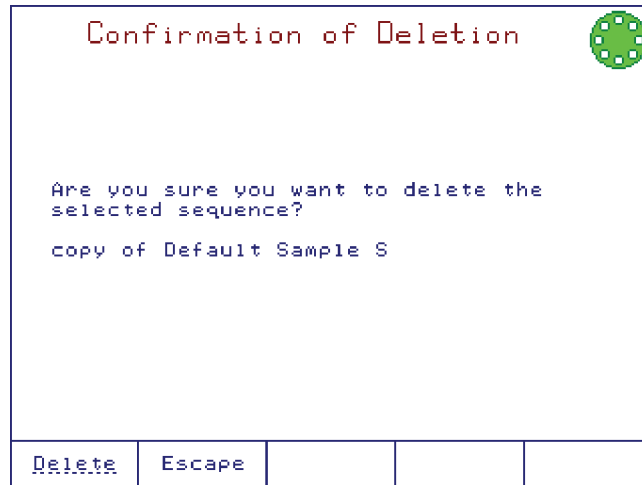 Confirmation of Deletion
Are you sure you want to delete the
selected sequence?
copy of Default Sample S
Delete
Escape